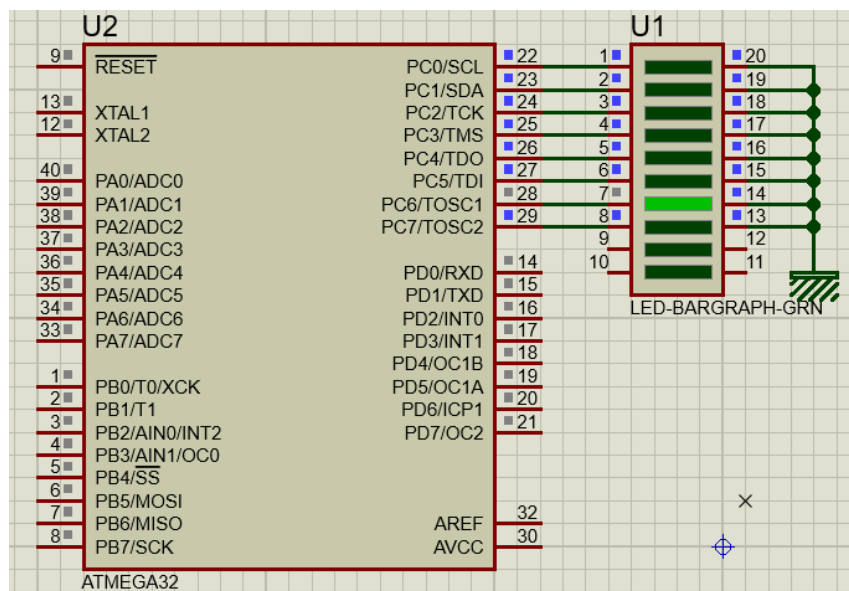 U2
U1
9 RESET
13 XTAL1
12 XTAL2
40 PA0/ADC0
39 PA1/ADC1
38 PA2/ADC2
37 PA3/ADC3
36 PA4/ADC4
35 PA5/ADC5
34 PA6/ADC6
33 PA7/ADC7
1 PB0/T0/XCK
2 PB1/T1
3 PB2/AIN0/INT2
4 PB3/AIN1/OC0
5 PB4/SS
6 PB5/MOSI
7 PB6/MISO
8 PB7/SCK
PC0/SCL 22
PC1/SDA 23
PC2/TCK 24
PC3/TMS 25
PC4/TDO 26
PC5/TDI 27
PC6/TOSC1 28
PC7/TOSC2 29
PD0/RXD 14
PD1/TXD 15
PD2/INT0 16
PD3/INT1 17
PD4/OC1B 18
PD5/OC1A 19
PD6/ICP1 20
PD7/OC2 21
AREF 32
AVCC 30
ATMEGA32
1 20
2 19
3 18
4 17
5 16
6 15
7 14
8 13
9 12
10 11
LED-BARGRAPH-GRN